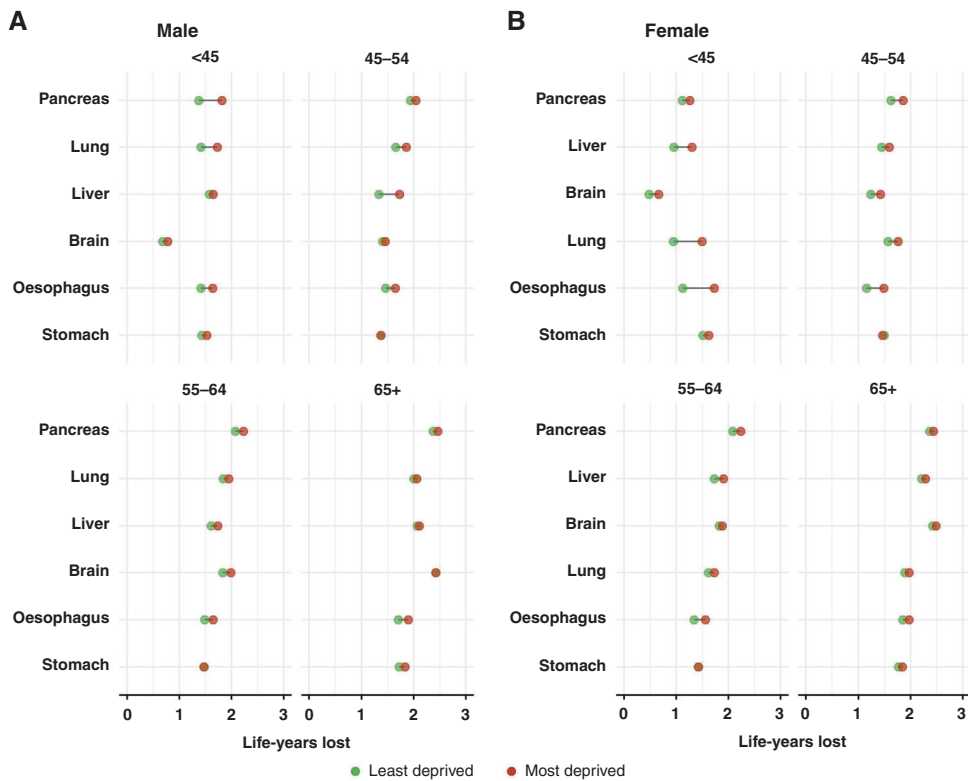 A
Male
<45
45–54
Pancreas
Lung
Liver
Brain
Oesophagus
Stomach
55–64
65+
Pancreas
Lung
Liver
Brain
Oesophagus
Stomach
0 1 2 3 0 1 2 3
Life-years lost
B
Female
<45
45–54
Pancreas
Liver
Brain
Lung
Oesophagus
Stomach
55–64
65+
Pancreas
Liver
Brain
Lung
Oesophagus
Stomach
0 1 2 3 0 1 2 3
Life-years lost
Least deprived Most deprived